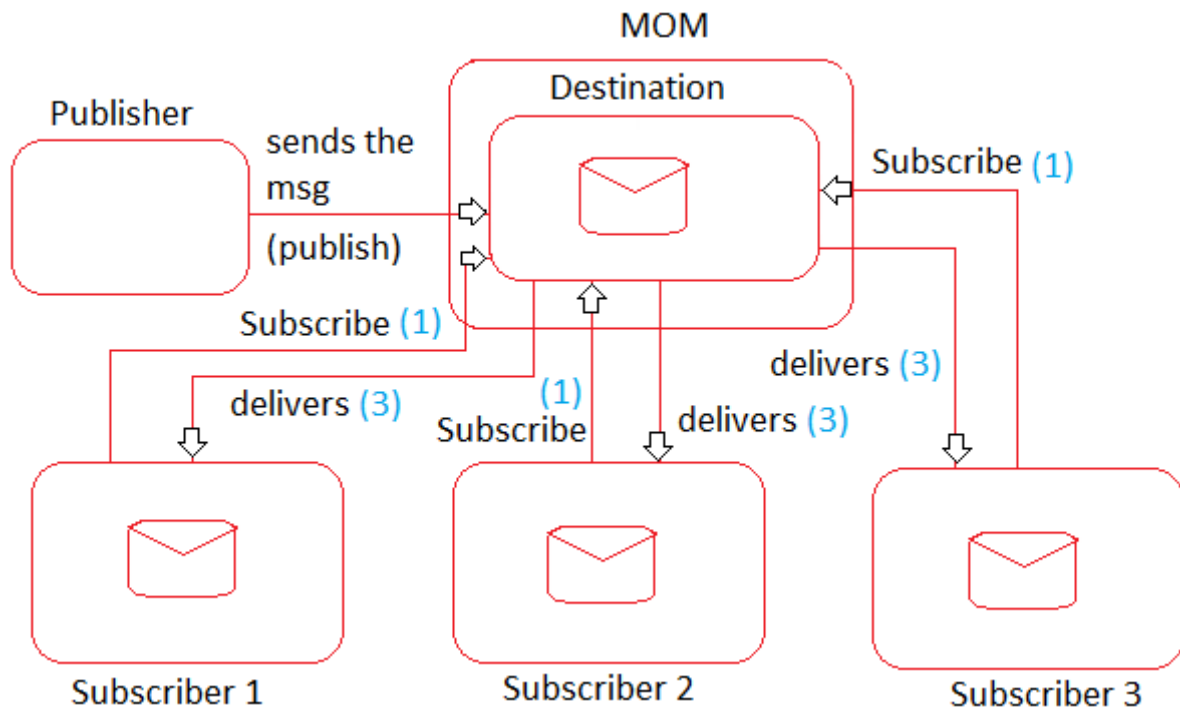 MOM
Destination
Publisher
sends the
msg
(publish)
Subscribe (1)
Subscribe (1)
delivers (3)
delivers (3)
(1)
Subscribe
delivers (3)
Subscriber 1
Subscriber 2
Subscriber 3